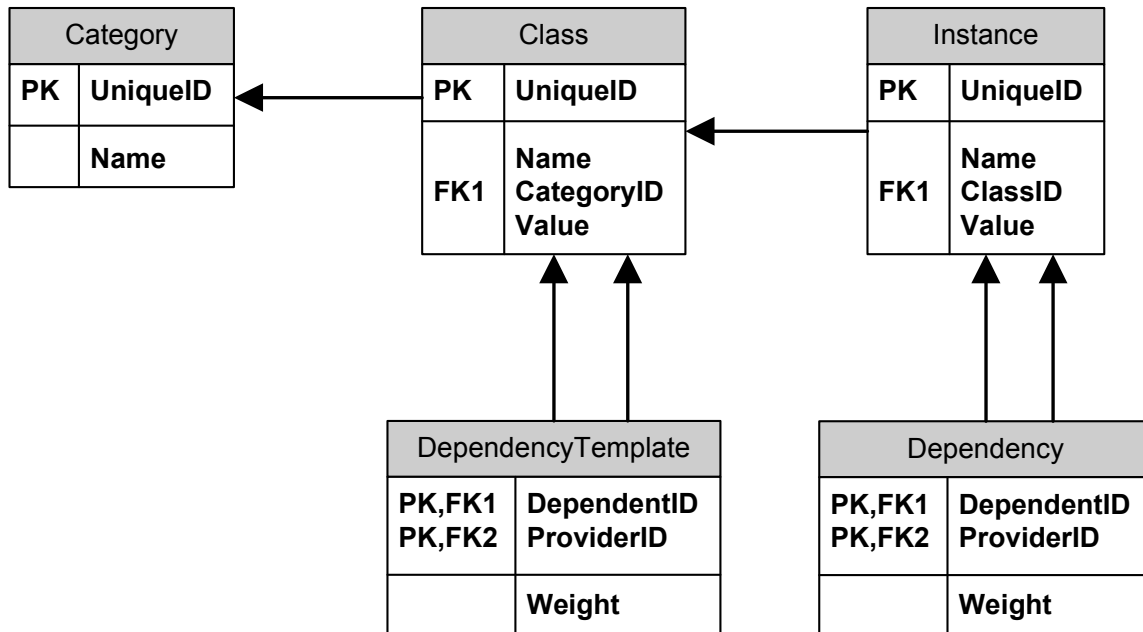 Category
PK UniqueID
Name
Class
PK UniqueID
Name
FK1 CategoryID
Value
Instance
PK UniqueID
Name
FK1 ClassID
Value
DependencyTemplate
PK,FK1 DependentID
PK,FK2 ProviderID
Weight
Dependency
PK,FK1 DependentID
PK,FK2 ProviderID
Weight